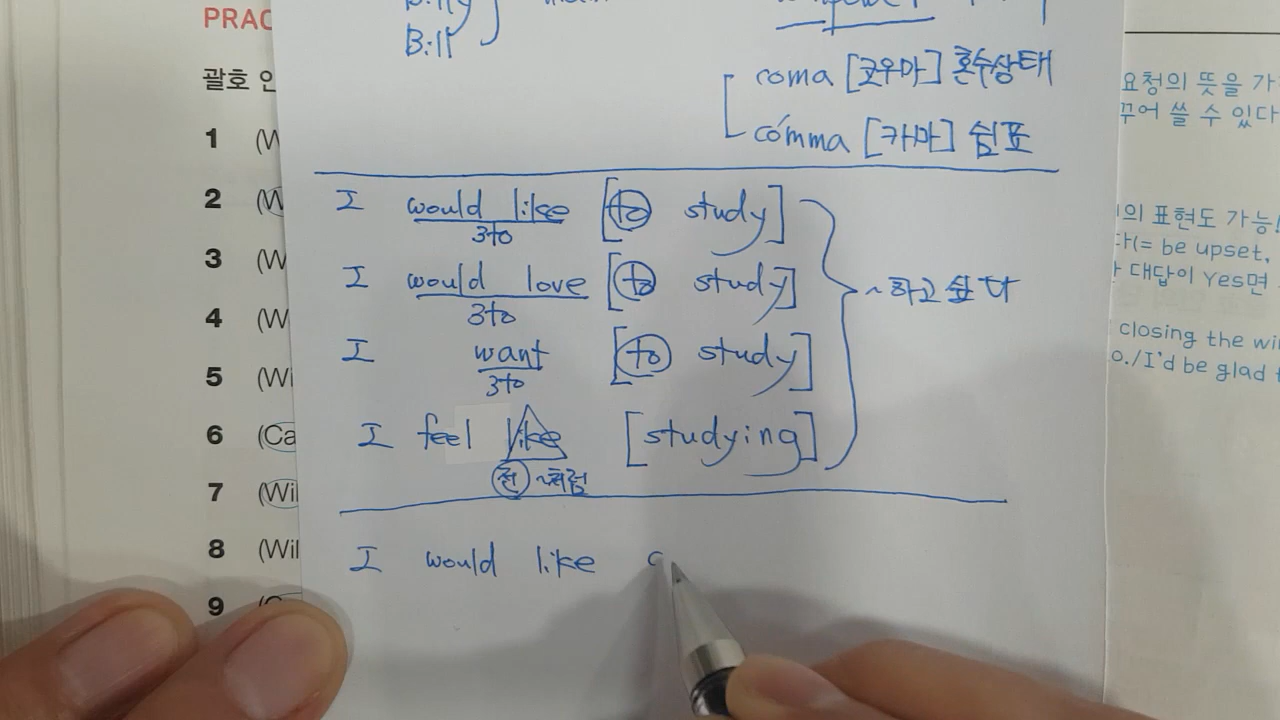 PRAC
Bill
괄호 안
coma [코우마] 혼수상태
cómma [카마] 쉼표
요청의 뜻을 가
꾸어 쓸 수 있다
1 (W
2 (W
3 (W
4 (W
5 (Wi
6 (Ca
7 (Wil
8 (Wil
9
I would like [to study]
3to
I would love [to study]
3to
I want [to study]
3to
I feel like [studying]
전 ~처럼
~하고 싶다
I would like
의 표현도 가능
(= be upset,
대답이 Yes면
closing the wi
o./I'd be glad t